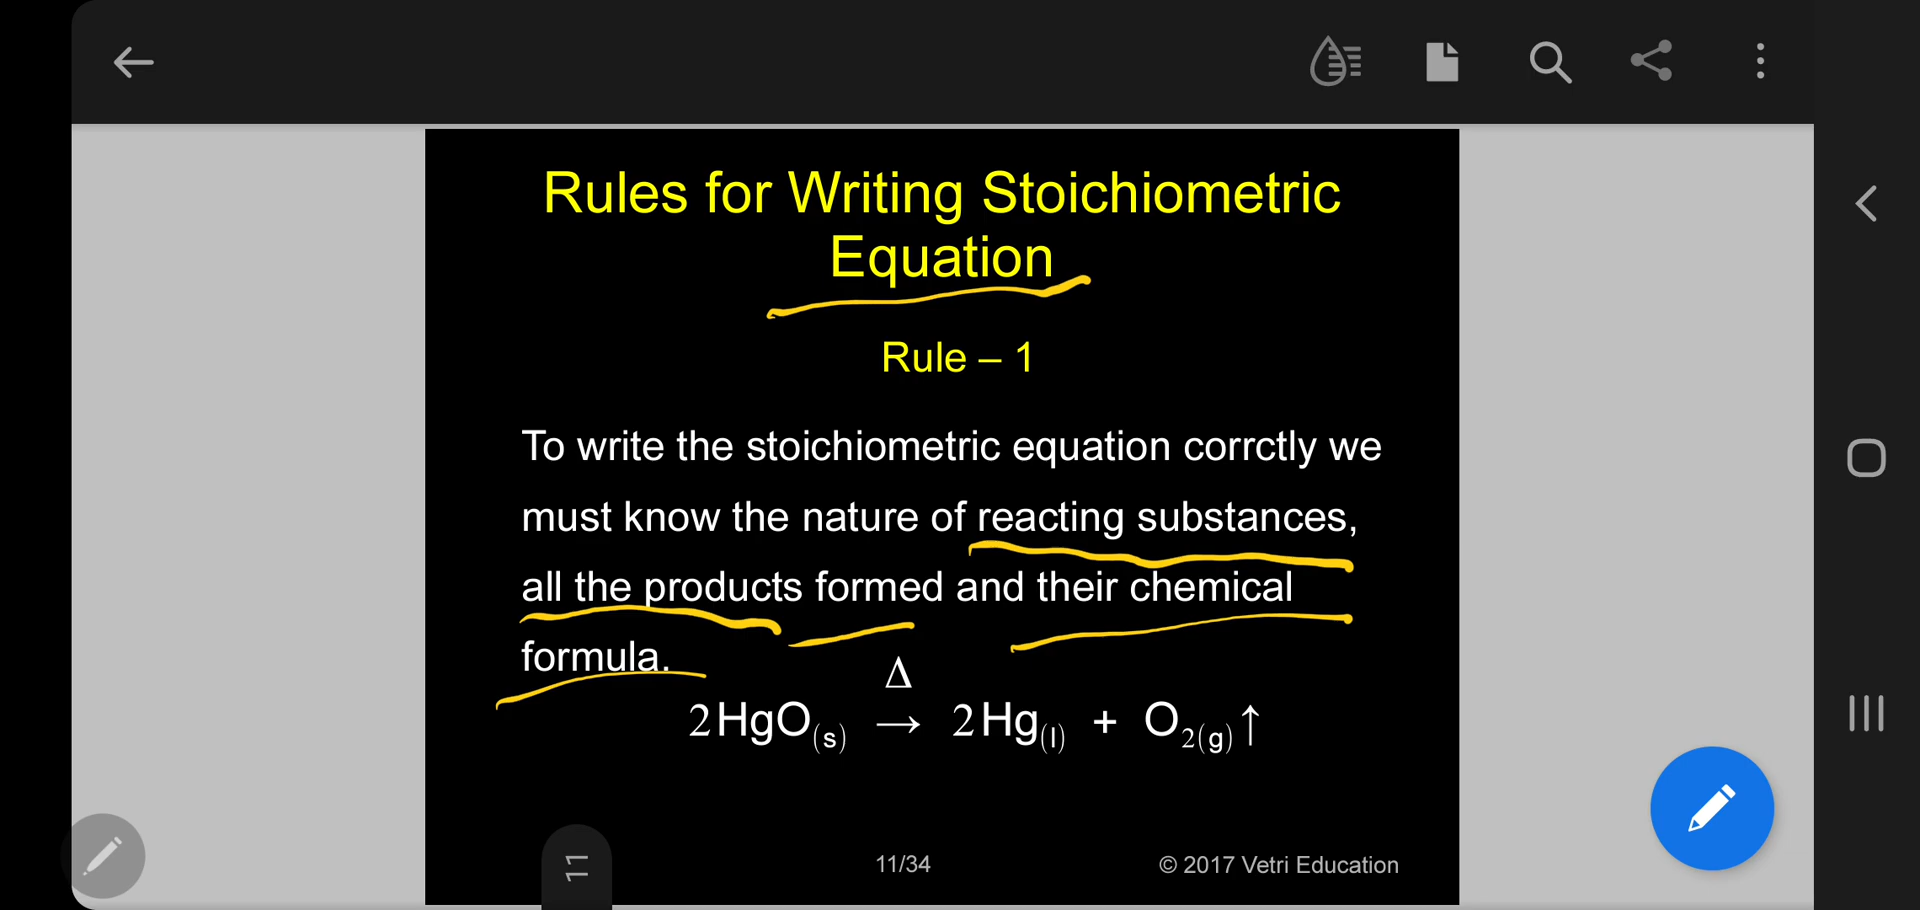 Rules for Writing Stoichiometric
Equation
Rule – 1
To write the stoichiometric equation corrctly we
must know the nature of reacting substances,
all the products formed and their chemical
formula.
Δ
2HgO(s) → 2Hg(l) + O2(g)↑
11
11/34
© 2017 Vetri Education